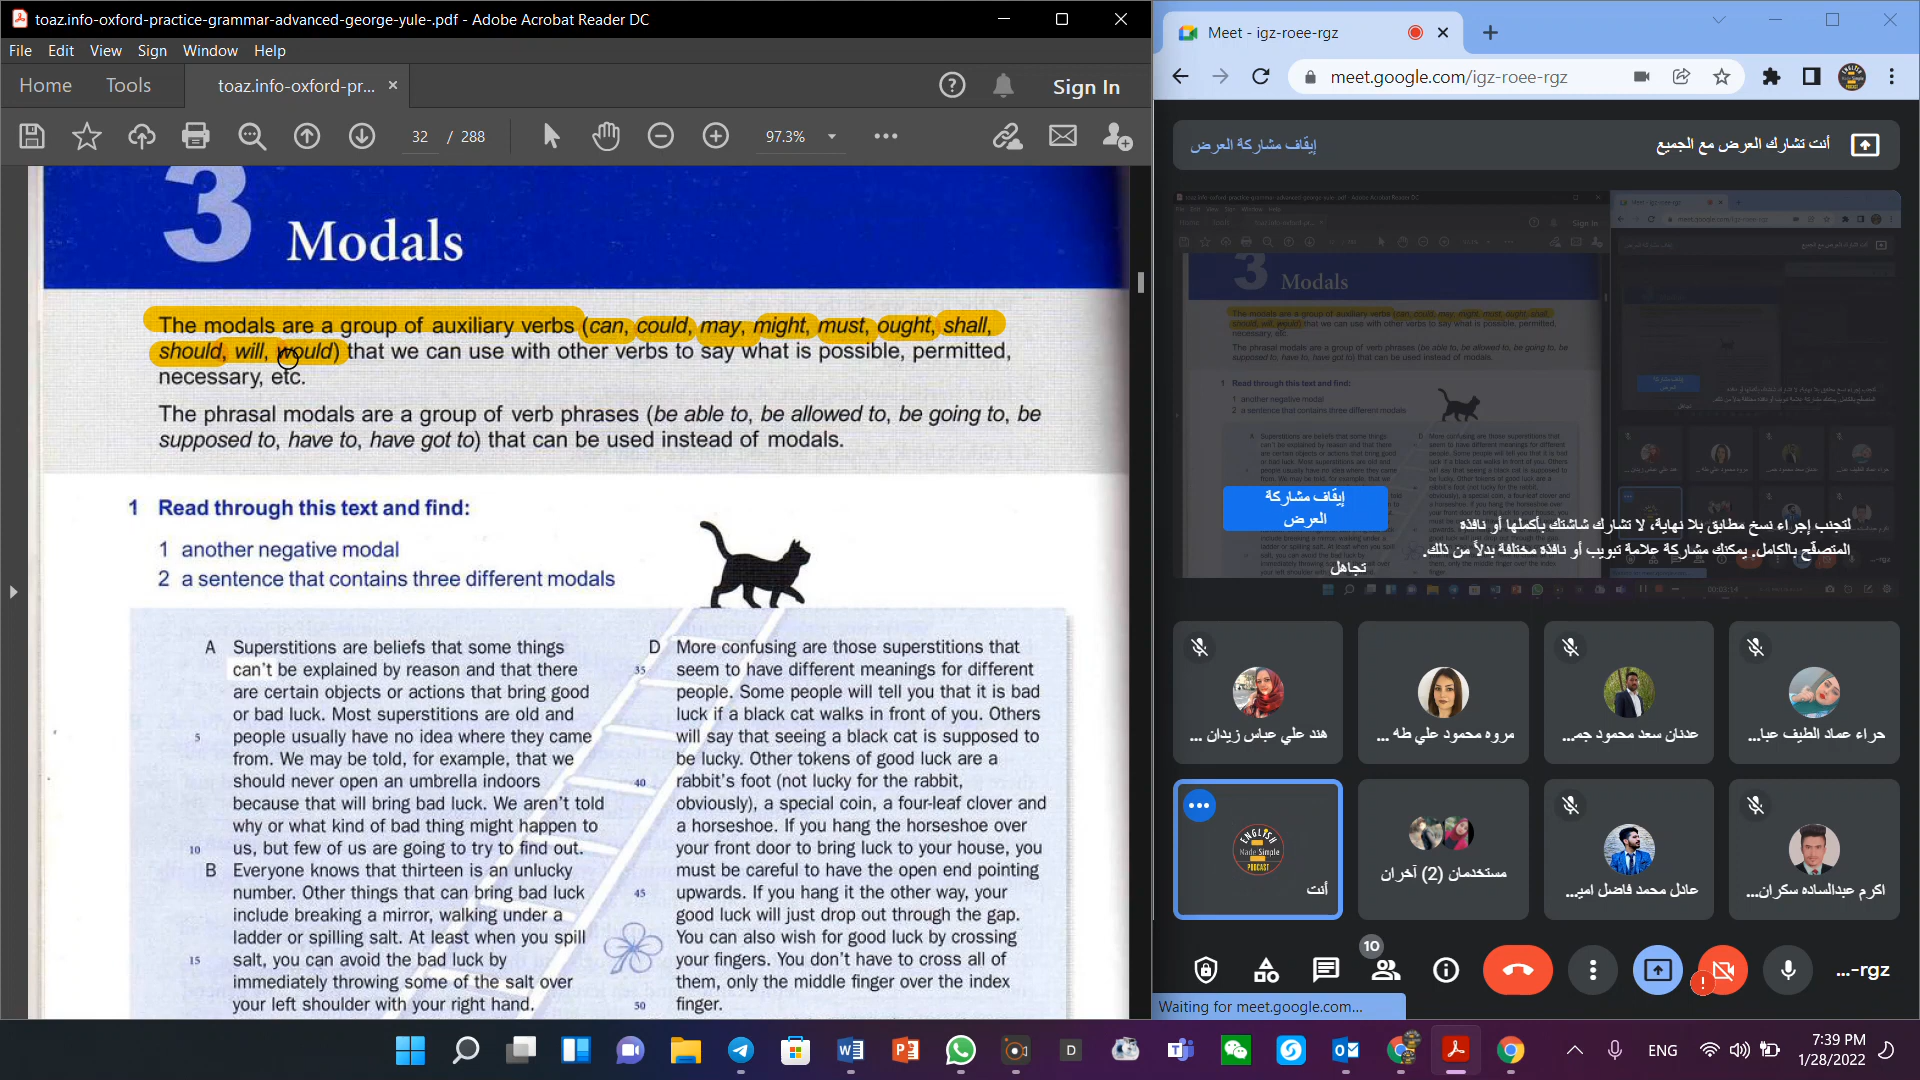 toaz.info-oxford-practice-grammar-advanced-george-yule-.pdf - Adobe Acrobat Reader DC
File Edit View Sign Window Help
Home Tools toaz.info-oxford-pr... × Sign In
32 / 288 97.3%
3 Modals
The modals are a group of auxiliary verbs (can, could, may, might, must, ought, shall,
should, will, would) that we can use with other verbs to say what is possible, permitted,
necessary, etc.
The phrasal modals are a group of verb phrases (be able to, be allowed to, be going to, be
supposed to, have to, have got to) that can be used instead of modals.
1 Read through this text and find:
1 another negative modal
2 a sentence that contains three different modals
A Superstitions are beliefs that some things
can't be explained by reason and that there
are certain objects or actions that bring good
or bad luck. Most superstitions are old and
5 people usually have no idea where they came
from. We may be told, for example, that we
should never open an umbrella indoors
because that will bring bad luck. We aren't told
why or what kind of bad thing might happen to
10 us, but few of us are going to try to find out.
B Everyone knows that thirteen is an unlucky
number. Other things that can bring bad luck
include breaking a mirror, walking under a
ladder or spilling salt. At least when you spill
15 salt, you can avoid the bad luck by
immediately throwing some of the salt over
your left shoulder with your right hand.
D More confusing are those superstitions that
35 seem to have different meanings for different
people. Some people will tell you that it is bad
luck if a black cat walks in front of you. Others
will say that seeing a black cat is supposed to
be lucky. Other tokens of good luck are a
40 rabbit's foot (not lucky for the rabbit,
obviously), a special coin, a four-leaf clover and
a horseshoe. If you hang the horseshoe over
your front door to bring luck to your house, you
must be careful to have the open end pointing
45 upwards. If you hang it the other way, your
good luck will just drop out through the gap.
You can also wish for good luck by crossing
your fingers. You don't have to cross all of
them, only the middle finger over the index
50 finger.
Meet - igz-roee-rgz
meet.google.com/igz-roee-rgz
أنت تشارك العرض مع الجميع
إيقاف مشاركة العرض
إيقاف مشاركة
العرض
لتجنب إجراء نسخ مطابق بلا نهاية، لا تشارك شاشتك بأكملها أو نافذة
المتصفّح بالكامل. يمكنك مشاركة علامة تبويب أو نافذة مختلفة بدلاً من ذلك.
تجاهل
هند علي عباس زيدان ...
مروه محمود علي طه ...
عدنان سعد محمود جمـ...
حراء عماد الطيف عبا...
ENGLISH
Made Simple
PODCAST
أنت
مستخدمان (2) آخران
عادل محمد فاضل اميـ...
اكرم عبدالساده سكران...
10
...-rgz
Waiting for meet.google.com...
ENG
7:39 PM
1/28/2022